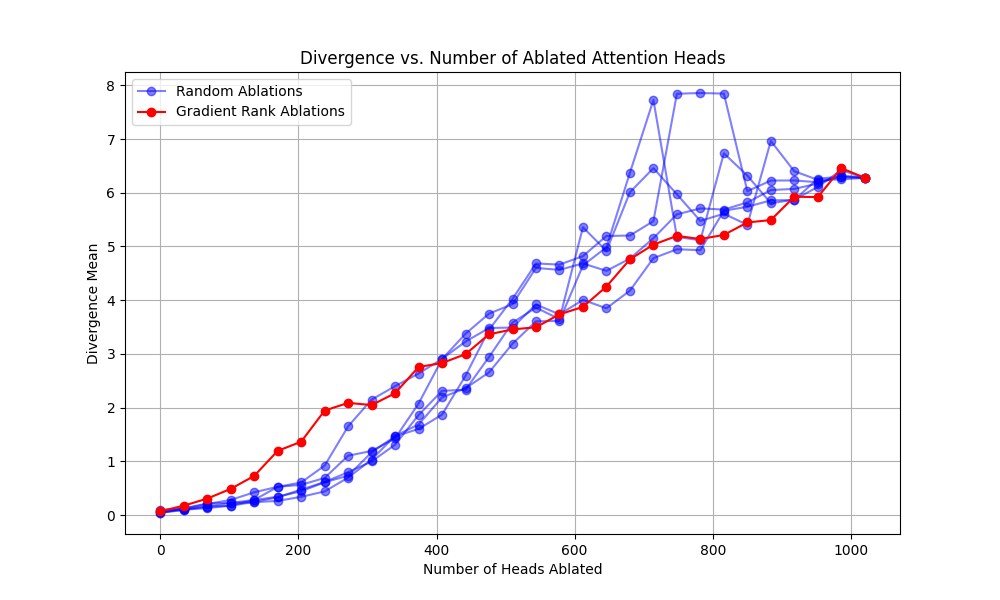 Divergence vs. Number of Ablated Attention Heads
Random Ablations
Gradient Rank Ablations
Divergence Mean
8
7
6
5
4
3
2
1
0
0 200 400 600 800 1000
Number of Heads Ablated